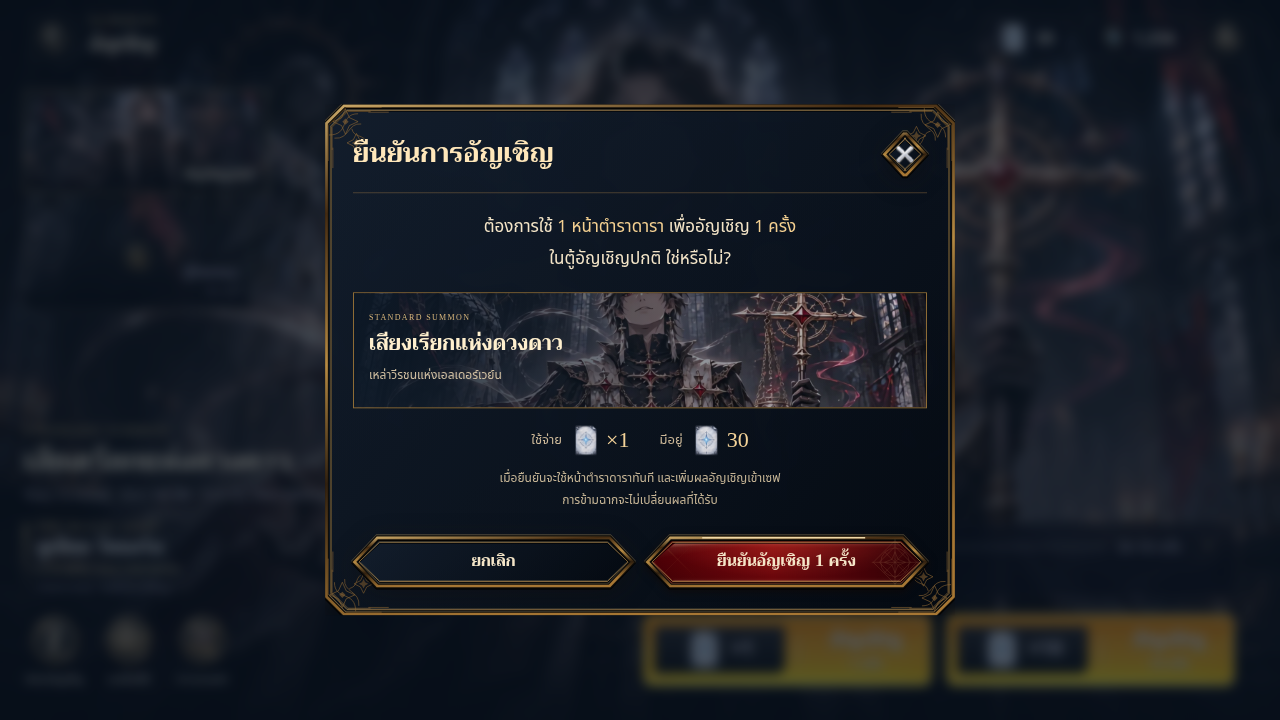 ยืนยันการอัญเชิญ
ต้องการใช้ 1 หน้าตำราดารา เพื่ออัญเชิญ 1 ครั้ง
ในตู้อัญเชิญปกติ ใช่หรือไม่?
STANDARD SUMMON
เสียงเรียกแห่งดวงดาว
เหล่าวีรชนแห่งเอลเดอร์เวย์น
ใช้จ่าย ×1 มีอยู่ 30
เมื่อยืนยันจะใช้หน้าตำราดาราทันที และเพิ่มผลอัญเชิญเข้าเซฟ
การข้ามฉากจะไม่เปลี่ยนผลที่ได้รับ
ยกเลิก
ยืนยันอัญเชิญ 1 ครั้ง